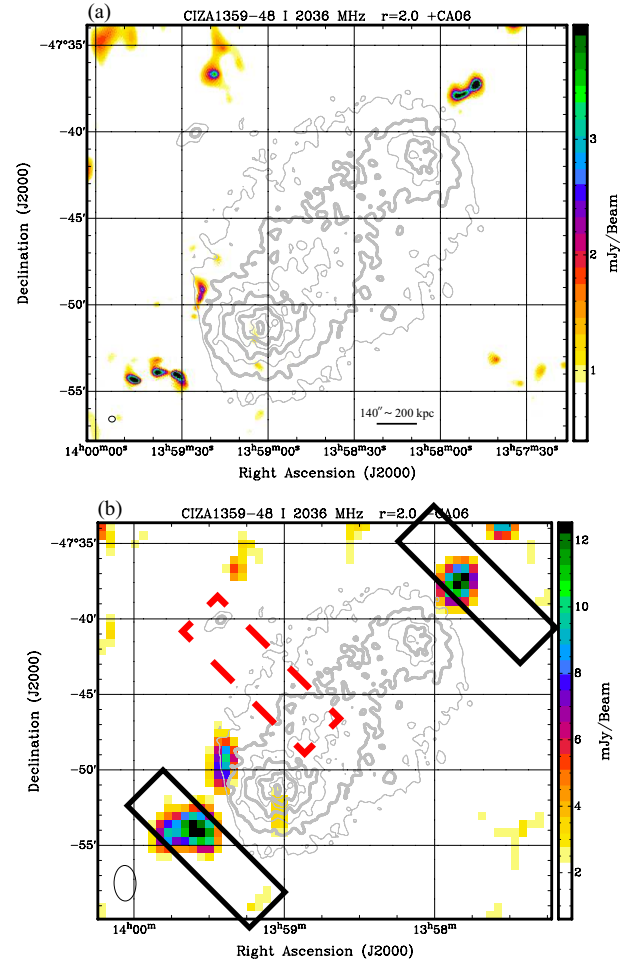 (a)
CIZA1359-48 I 2036 MHz r=2.0 +CA06
−47°35′
−40′
−45′
−50′
−55′
Declination (J2000)
3
2
1
mJy/Beam
140″~ 200 kpc
14ʰ00ᵐ00ˢ 13ʰ59ᵐ30ˢ 13ʰ59ᵐ00ˢ 13ʰ58ᵐ30ˢ 13ʰ58ᵐ00ˢ 13ʰ57ᵐ30ˢ
Right Ascension (J2000)
(b)
CIZA1359-48 I 2036 MHz r=2.0 -CA06
−47°35′
−40′
−45′
−50′
−55′
Declination (J2000)
12
10
8
6
4
2
mJy/Beam
14ʰ00ᵐ 13ʰ59ᵐ 13ʰ58ᵐ
Right Ascension (J2000)